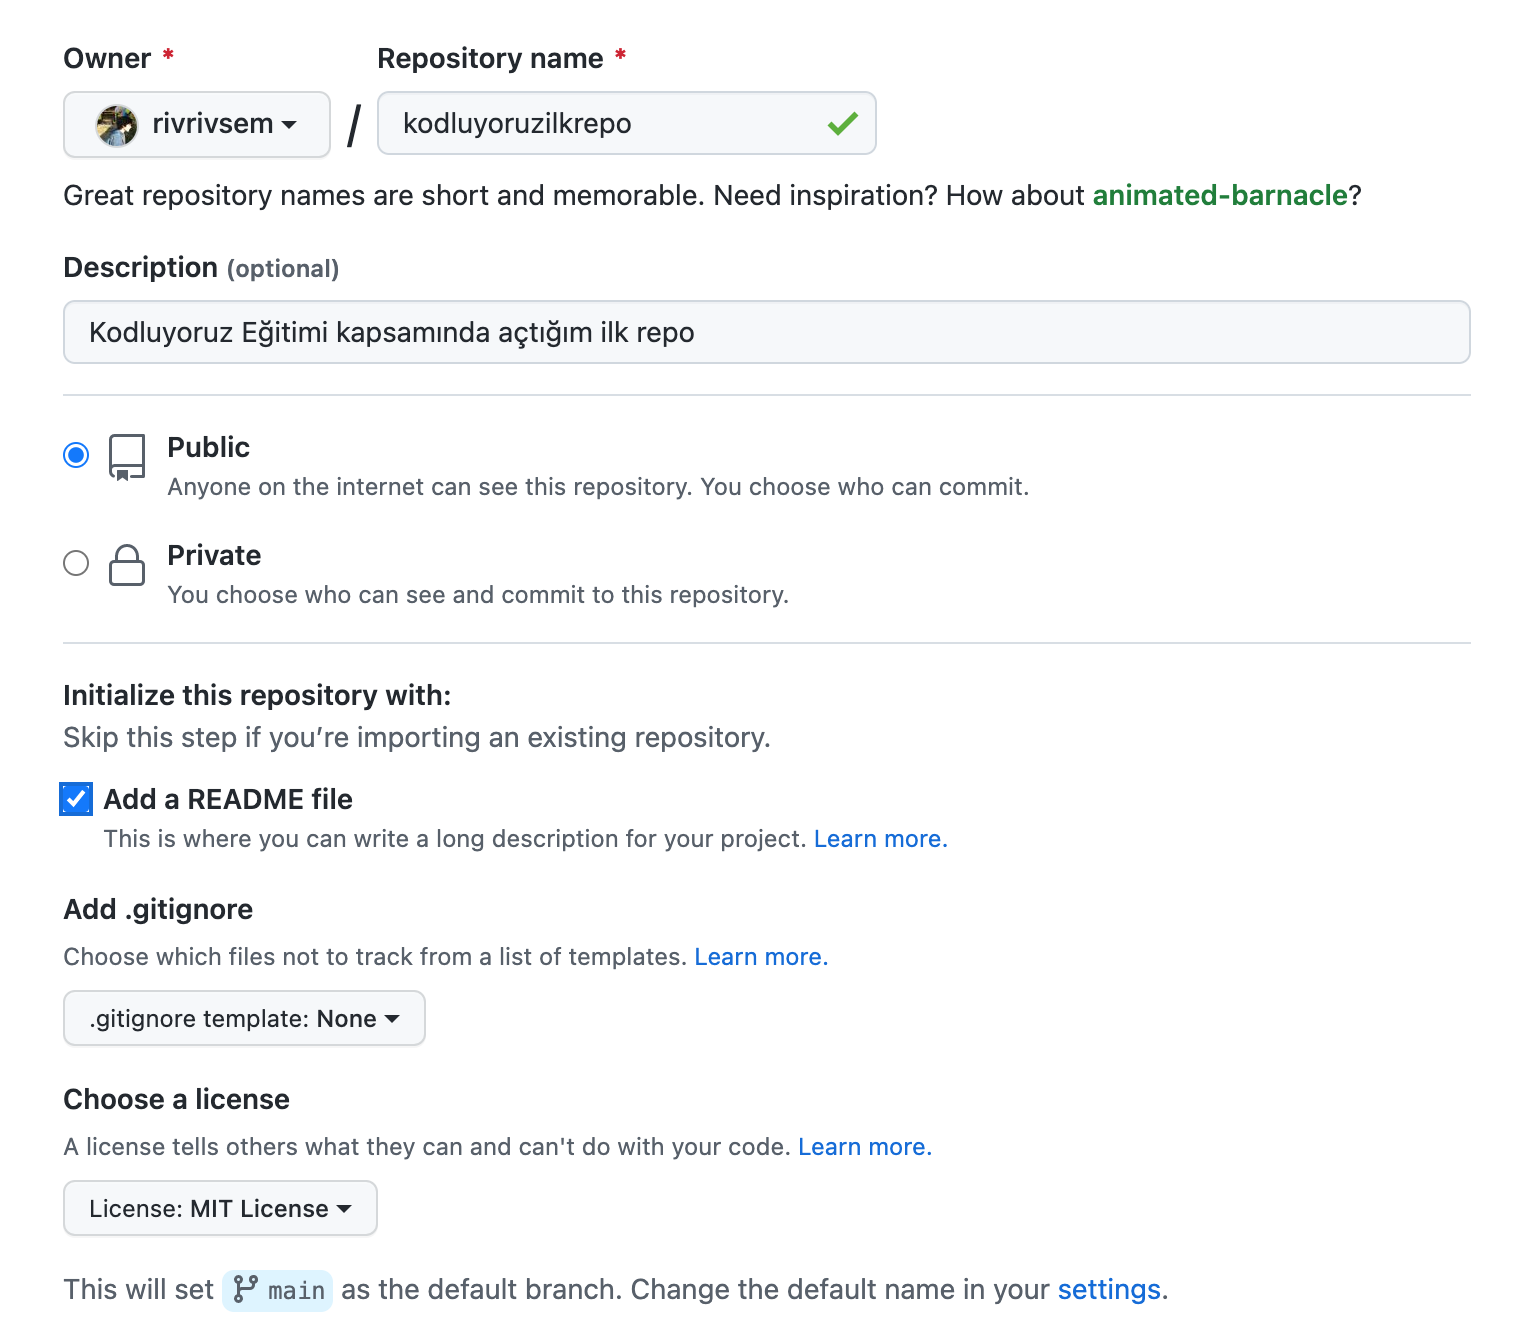 Owner * Repository name *
rivrivsem / kodluyoruzilkrepo
Great repository names are short and memorable. Need inspiration? How about animated-barnacle?
Description (optional)
Kodluyoruz Eğitimi kapsamında açtığım ilk repo
Public
Anyone on the internet can see this repository. You choose who can commit.
Private
You choose who can see and commit to this repository.
Initialize this repository with:
Skip this step if you’re importing an existing repository.
Add a README file
This is where you can write a long description for your project. Learn more.
Add .gitignore
Choose which files not to track from a list of templates. Learn more.
.gitignore template: None
Choose a license
A license tells others what they can and can't do with your code. Learn more.
License: MIT License
This will set main as the default branch. Change the default name in your settings.